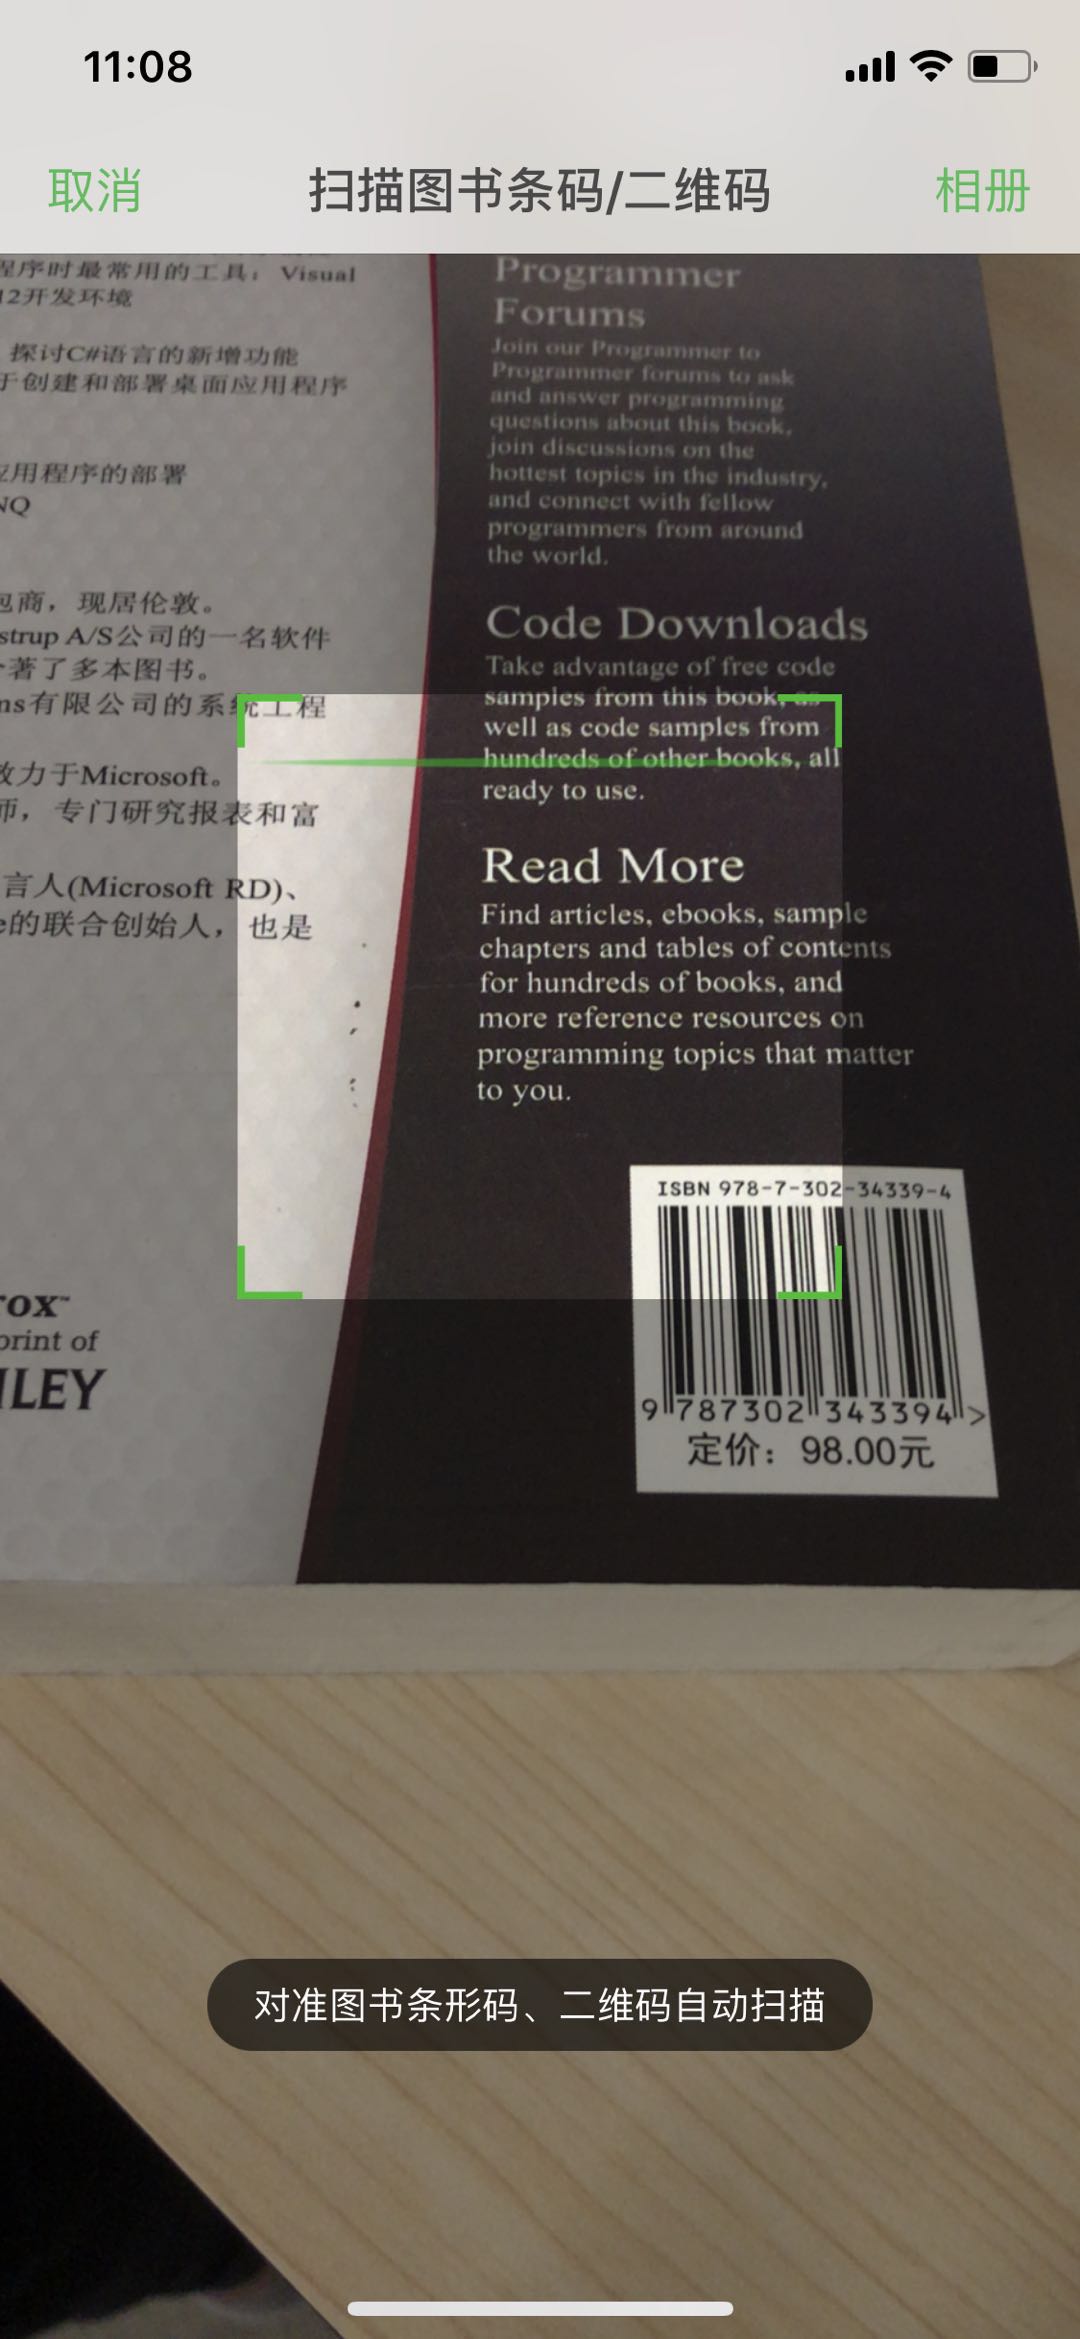 11:08
取消
扫描图书条码/二维码
相册
程序时最常用的工具：Visual
12开发环境
探讨C#语言的新增功能
于创建和部署桌面应用程序
应用程序的部署
NQ
包商，现居伦敦。
strup A/S公司的一名软件
著了多本图书。
ns有限公司的系统工程
致力于Microsoft。
师，专门研究报表和富
言人(Microsoft RD)、
e的联合创始人，也是
rox™
print of
ILEY
Programmer
Forums
Join our Programmer to
Programmer forums to ask
and answer programming
questions about this book,
join discussions on the
hottest topics in the industry,
and connect with fellow
programmers from around
the world.
Code Downloads
Take advantage of free code
samples from this book, as
well as code samples from
hundreds of other books, all
ready to use.
Read More
Find articles, ebooks, sample
chapters and tables of contents
for hundreds of books, and
more reference resources on
programming topics that matter
to you.
ISBN 978-7-302-34339-4
9 787302 343394 >
定价：98.00元
对准图书条形码、二维码自动扫描